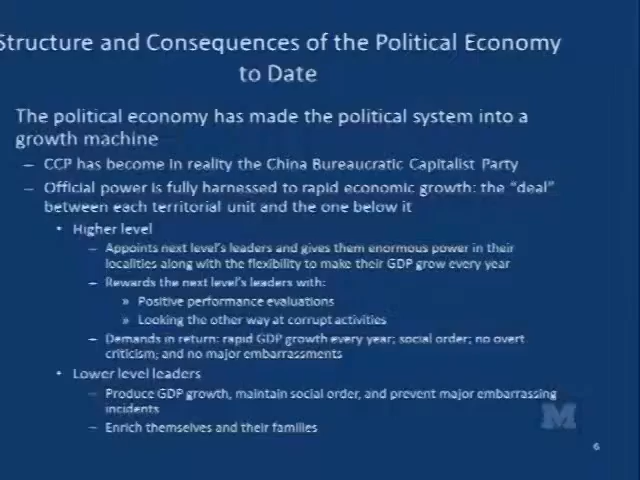 Structure and Consequences of the Political Economy
to Date
The political economy has made the political system into a
growth machine
– CCP has become in reality the China Bureaucratic Capitalist Party
– Official power is fully harnessed to rapid economic growth: the "deal"
between each territorial unit and the one below it
• Higher level
– Appoints next level's leaders and gives them enormous power in their
localities along with the flexibility to make their GDP grow every year
– Rewards the next level's leaders with:
» Positive performance evaluations
» Looking the other way at corrupt activities
– Demands in return: rapid GDP growth every year; social order; no overt
criticism; and no major embarrassments
• Lower level leaders
– Produce GDP growth, maintain social order, and prevent major embarrassing
incidents
– Enrich themselves and their families
M
6